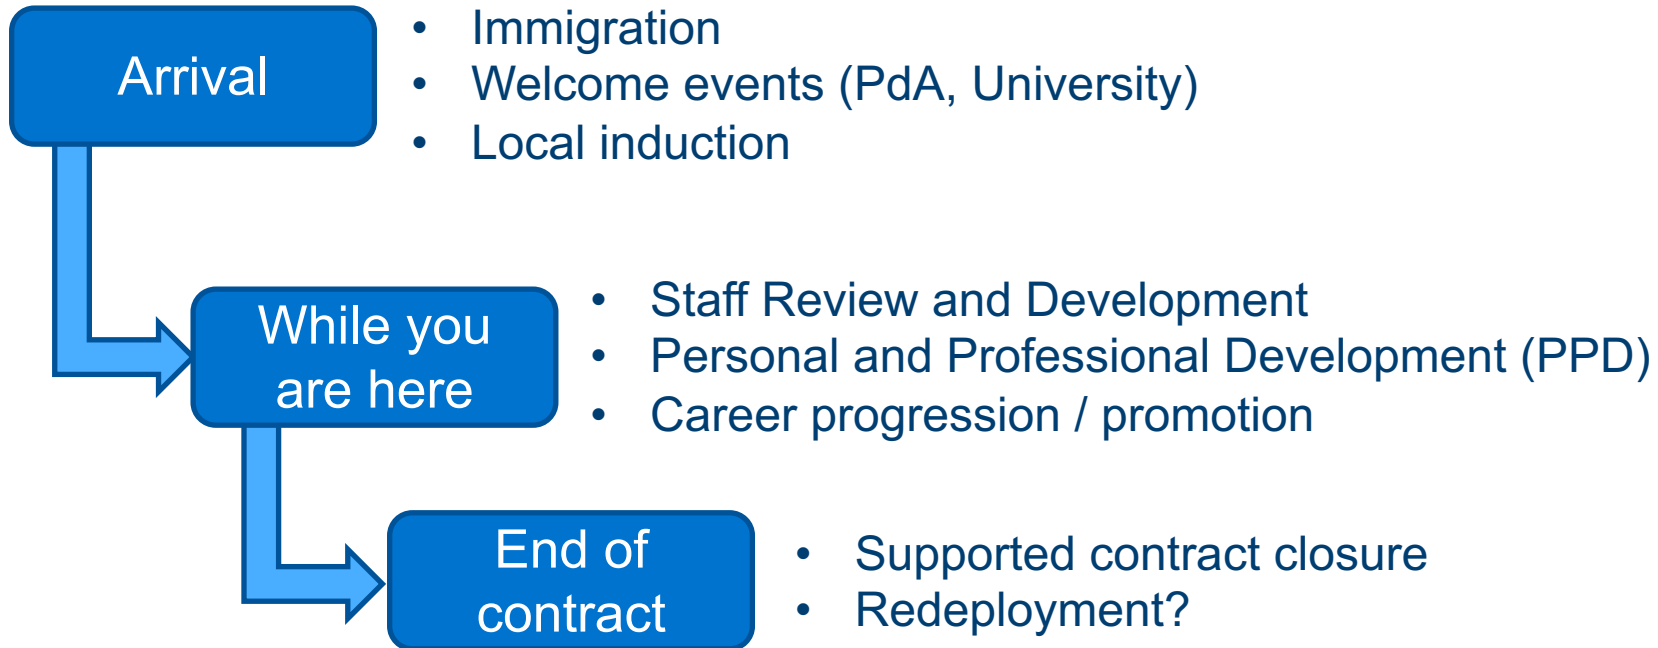 Arrival
• Immigration
• Welcome events (PdA, University)
• Local induction
While you
are here
• Staff Review and Development
• Personal and Professional Development (PPD)
• Career progression / promotion
End of
contract
• Supported contract closure
• Redeployment?